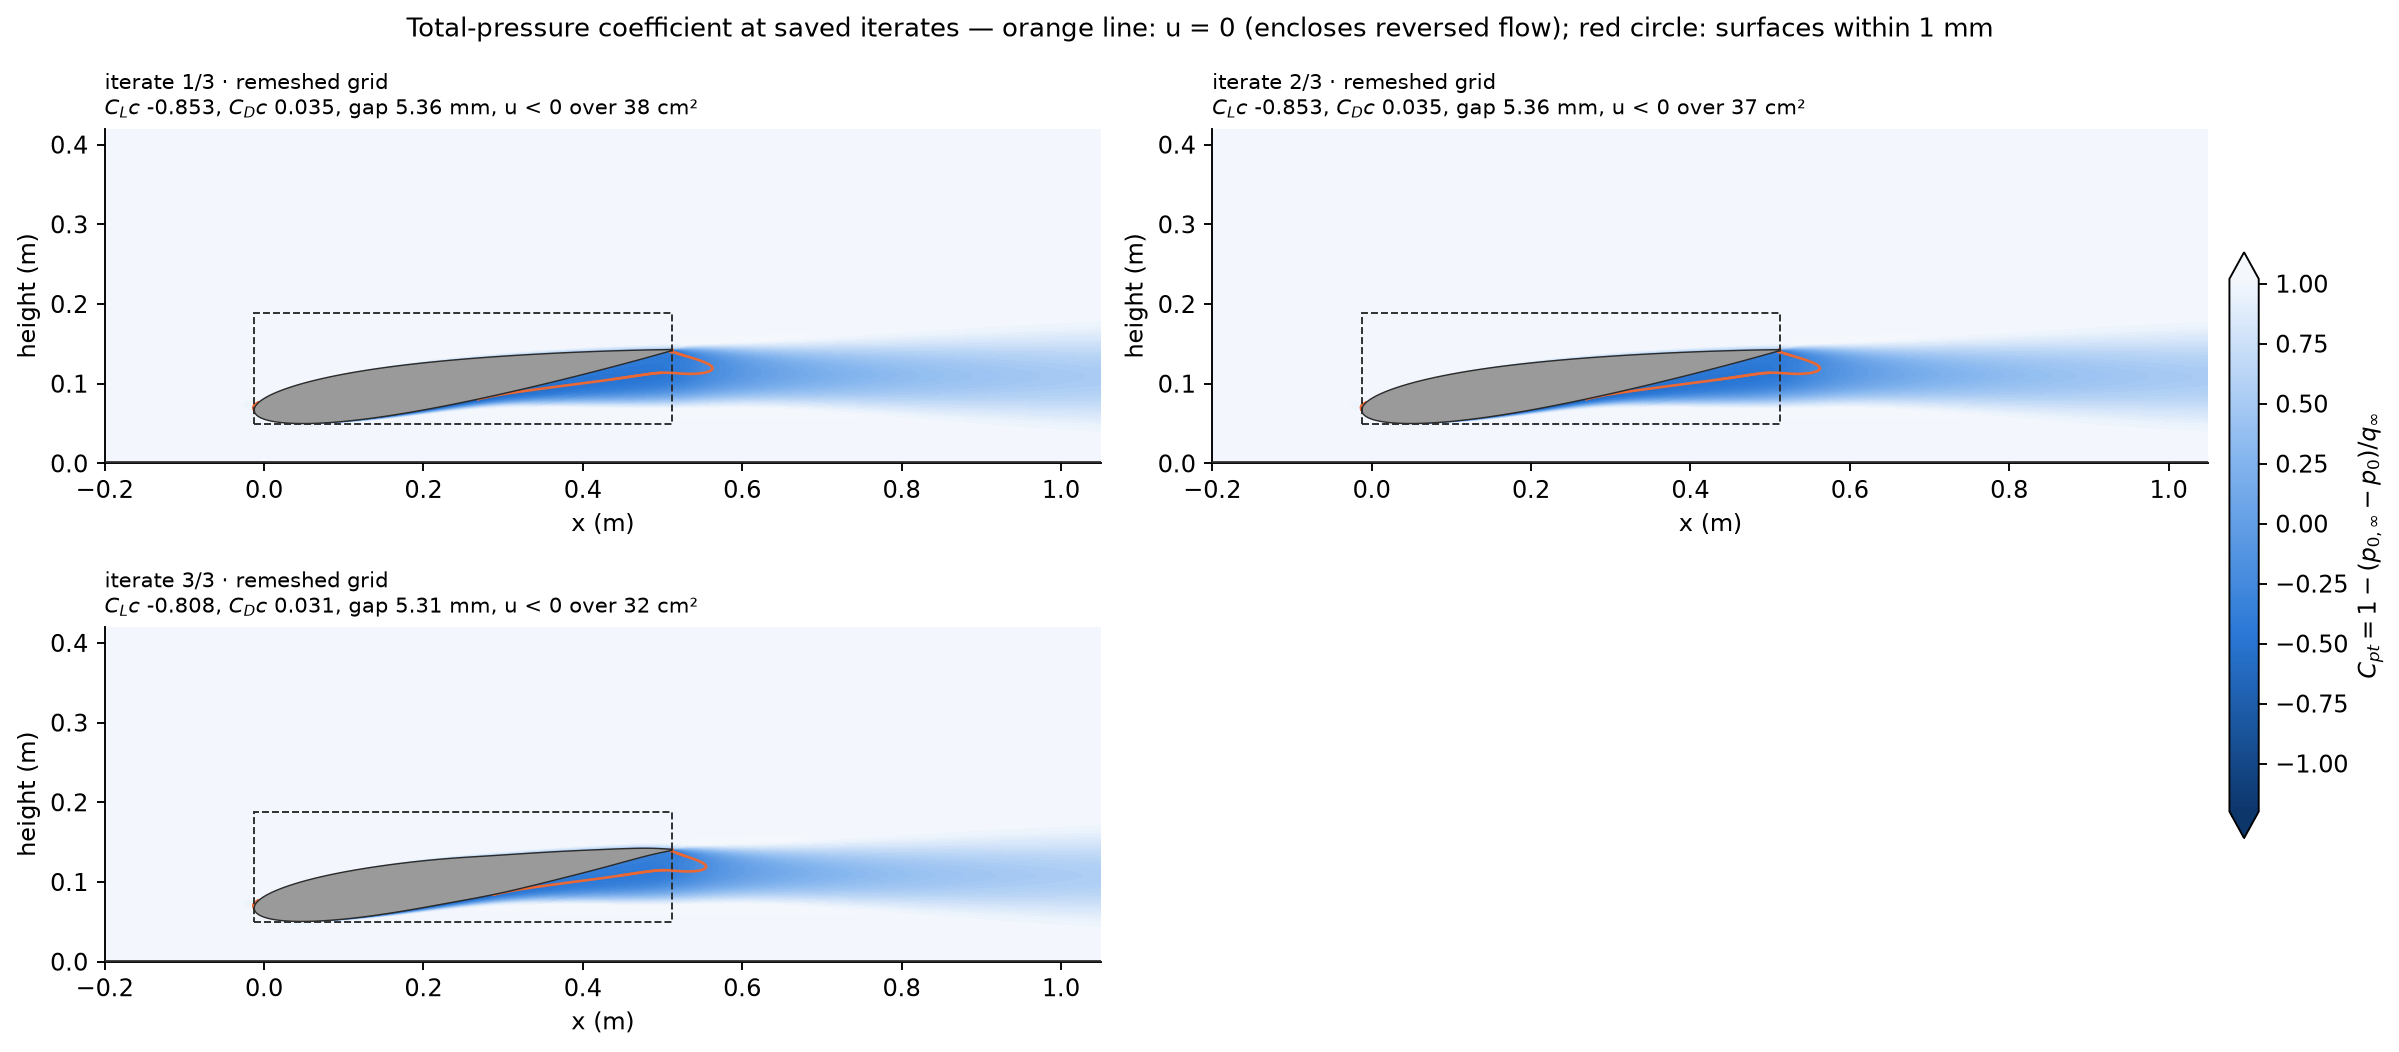 Total-pressure coefficient at saved iterates — orange line: u = 0 (encloses reversed flow); red circle: surfaces within 1 mm
iterate 1/3 · remeshed grid
C_L c -0.853, C_D c 0.035, gap 5.36 mm, u < 0 over 38 cm²
0.4
0.3
0.2
0.1
0.0
height (m)
−0.2 0.0 0.2 0.4 0.6 0.8 1.0
x (m)
iterate 2/3 · remeshed grid
C_L c -0.853, C_D c 0.035, gap 5.36 mm, u < 0 over 37 cm²
0.4
0.3
0.2
0.1
0.0
height (m)
−0.2 0.0 0.2 0.4 0.6 0.8 1.0
x (m)
iterate 3/3 · remeshed grid
C_L c -0.808, C_D c 0.031, gap 5.31 mm, u < 0 over 32 cm²
0.4
0.3
0.2
0.1
0.0
height (m)
−0.2 0.0 0.2 0.4 0.6 0.8 1.0
x (m)
1.00
0.75
0.50
0.25
0.00
−0.25
−0.50
−0.75
−1.00
C_pt = 1 − (p_0,∞ − p_0)/q_∞